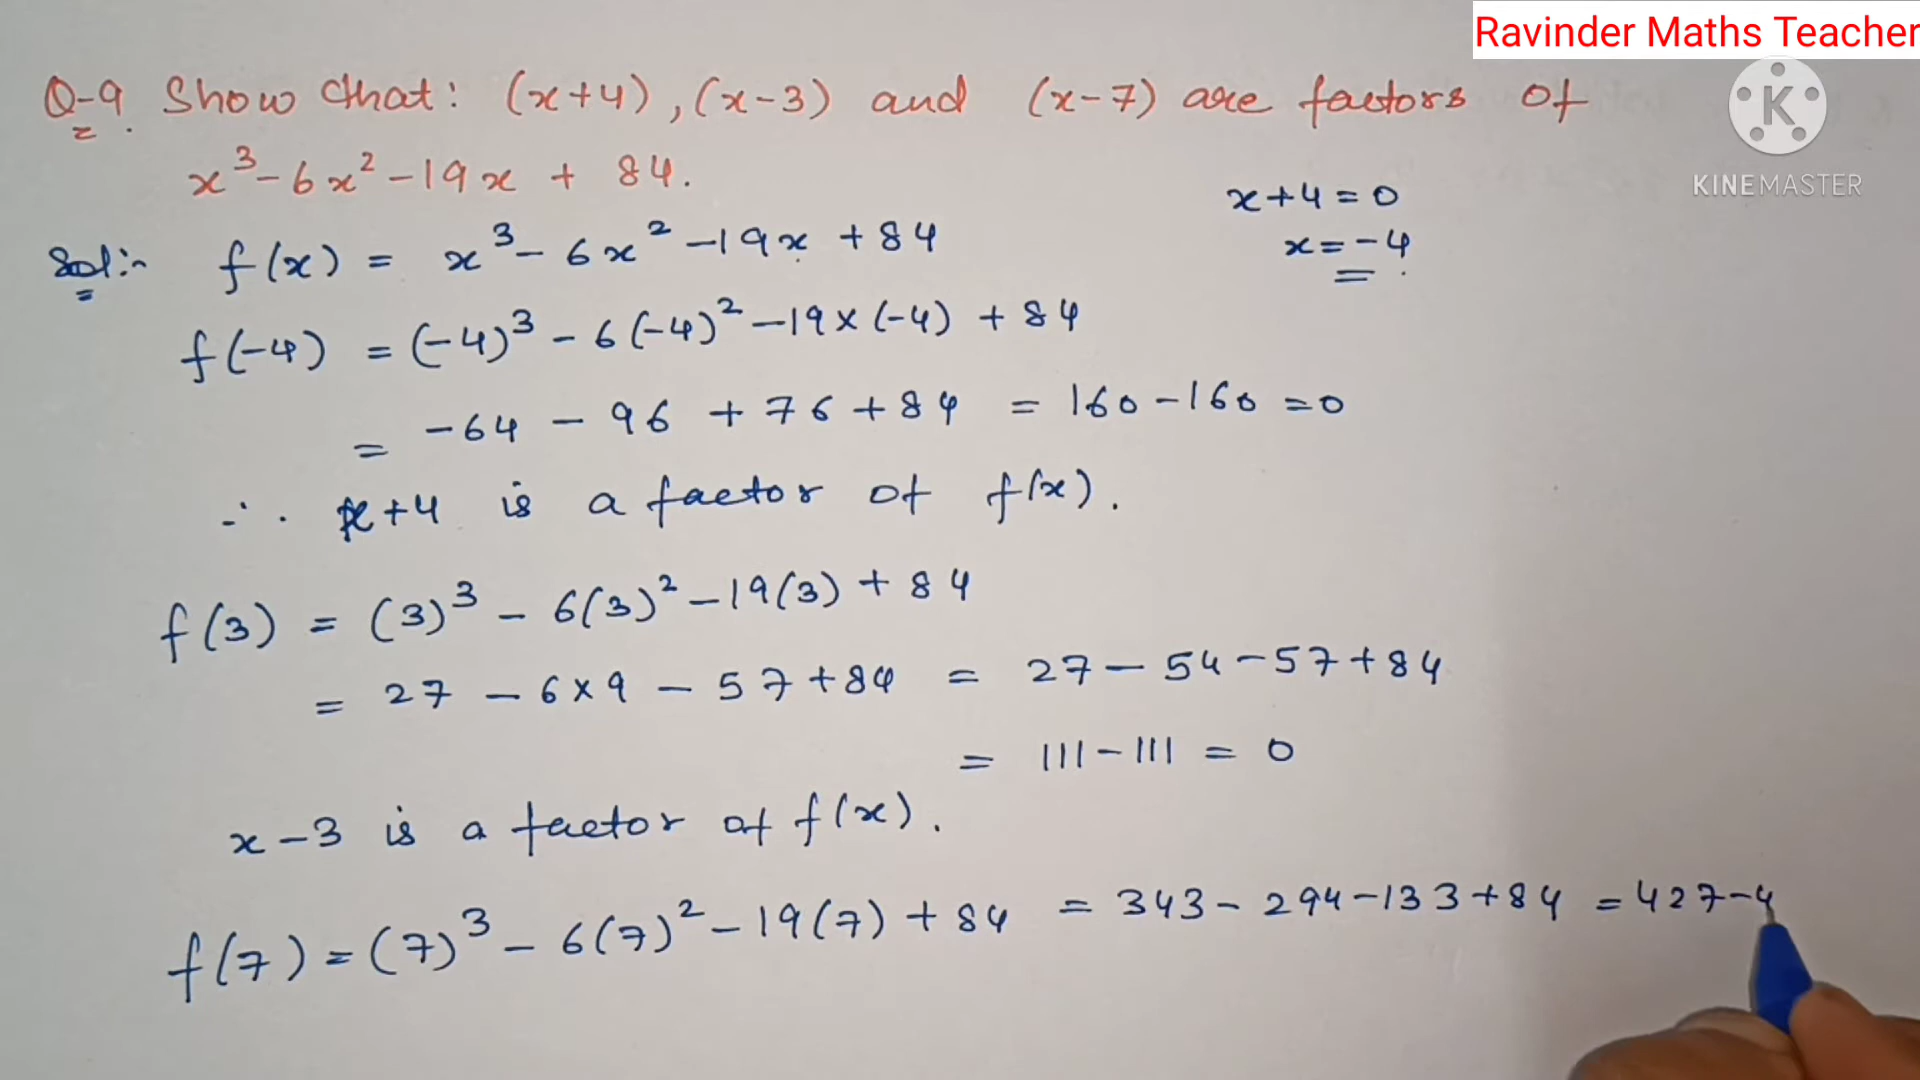 Ravinder Maths Teacher
Q-9. Show that: (x+4), (x-3) and (x-7) are factors of
x³-6x²-19x + 84.
KINEMASTER
x+4=0
x=-4
Sol:- f(x) = x³-6x²-19x+84
f(-4) = (-4)³-6(-4)²-19×(-4)+84
= -64-96+76+84 = 160-160=0
∴ x+4 is a factor of f(x).
f(3) = (3)³-6(3)²-19(3)+84
= 27-6×9-57+84 = 27-54-57+84
= 111-111=0
x-3 is a factor of f(x).
f(7)=(7)³-6(7)²-19(7)+84 = 343-294-133+84 =427-4